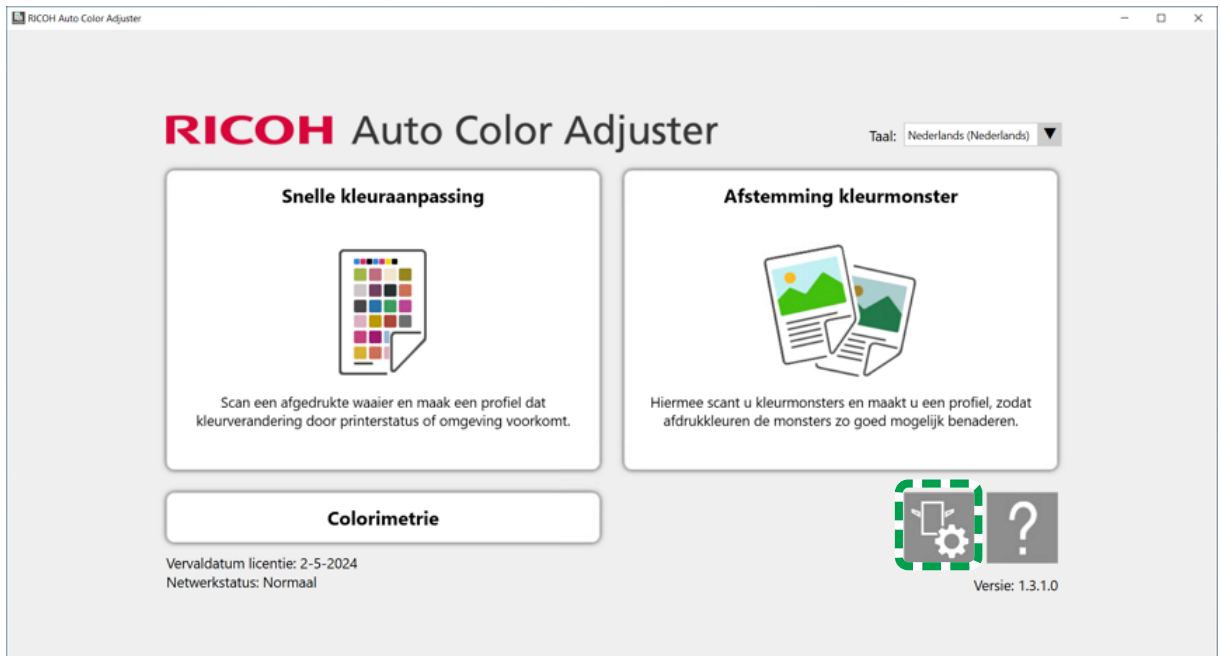 RICOH Auto Color Adjuster
RICOH Auto Color Adjuster
Taal: Nederlands (Nederlands)
Snelle kleuraanpassing
Scan een afgedrukte waaier en maak een profiel dat
kleurverandering door printerstatus of omgeving voorkomt.
Afstemming kleurmonster
Hiermee scant u kleurmonsters en maakt u een profiel, zodat
afdrukkleuren de monsters zo goed mogelijk benaderen.
Colorimetrie
?
Vervaldatum licentie: 2-5-2024
Netwerkstatus: Normaal
Versie: 1.3.1.0